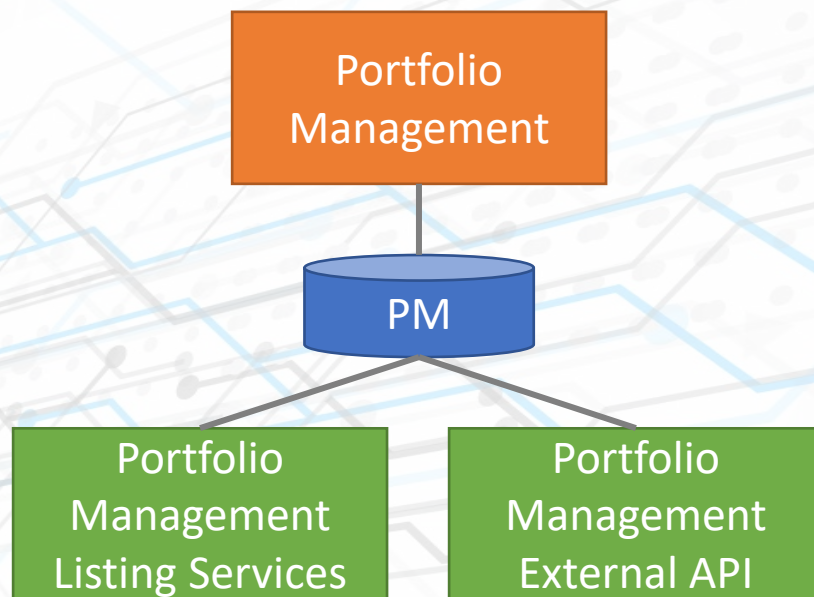 Portfolio
Management
PM
Portfolio
Management
Listing Services
Portfolio
Management
External API